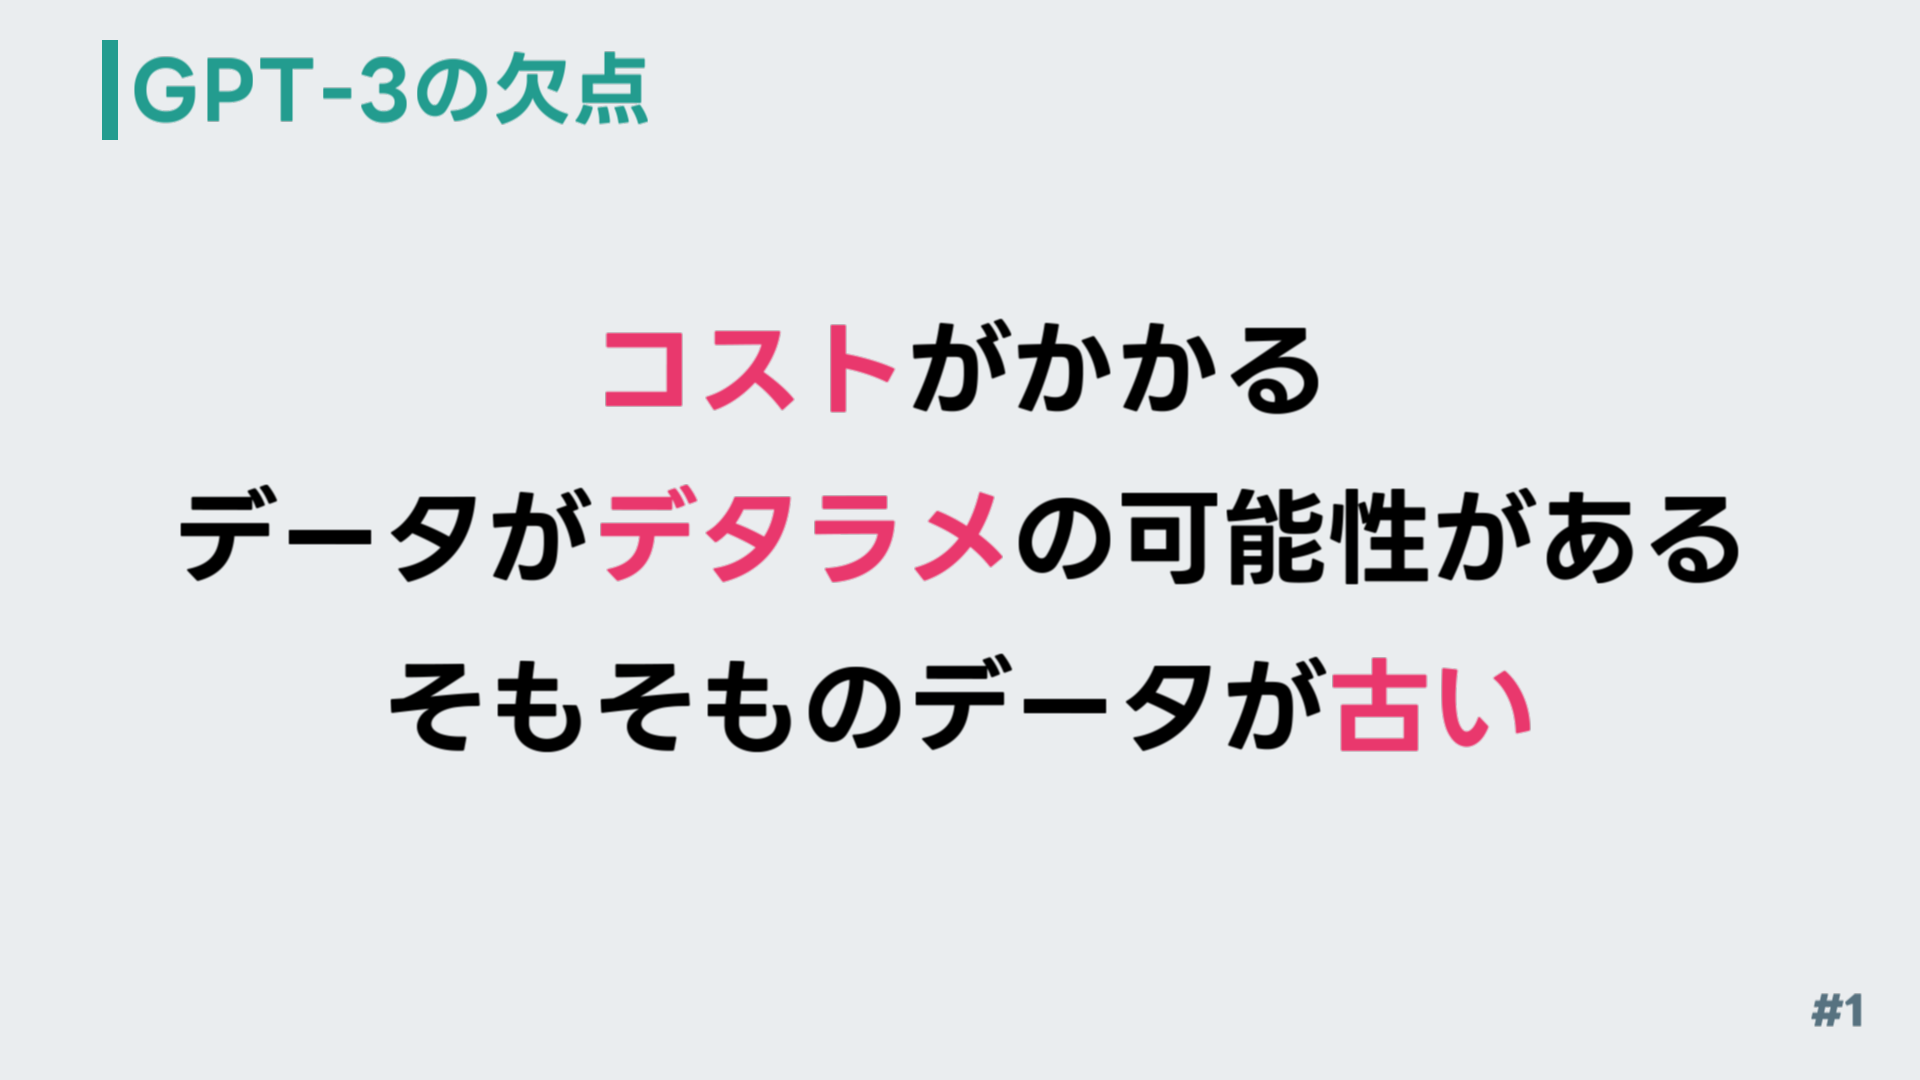 GPT-3の欠点
コストがかかる
データがデタラメの可能性がある
そもそものデータが古い
#1